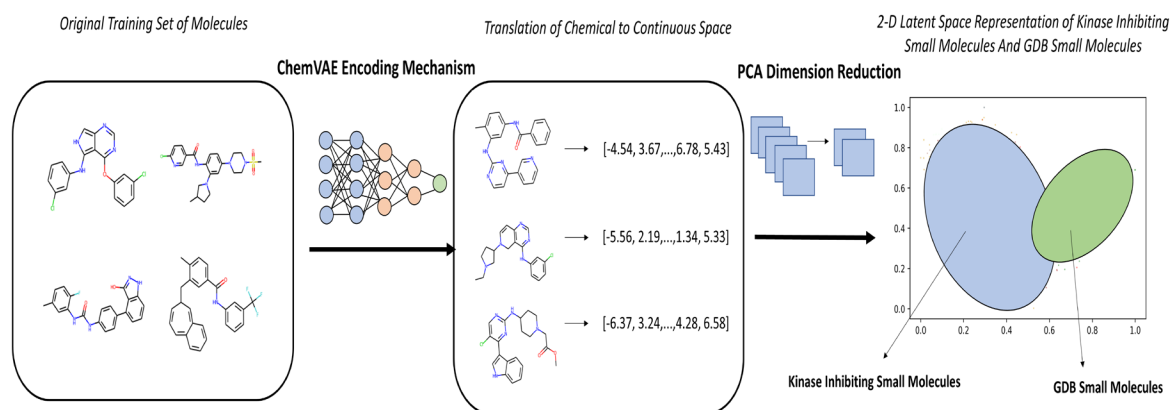 Original Training Set of Molecules
Translation of Chemical to Continuous Space
2-D Latent Space Representation of Kinase Inhibiting
Small Molecules And GDB Small Molecules
ChemVAE Encoding Mechanism
PCA Dimension Reduction
[-4.54, 3.67,...,6.78, 5.43]
[-5.56, 2.19,...,1.34, 5.33]
[-6.37, 3.24,...,4.28, 6.58]
1.0
0.8
0.6
0.4
0.2
0.0
0.0 0.2 0.4 0.6 0.8 1.0
Kinase Inhibiting Small Molecules
GDB Small Molecules